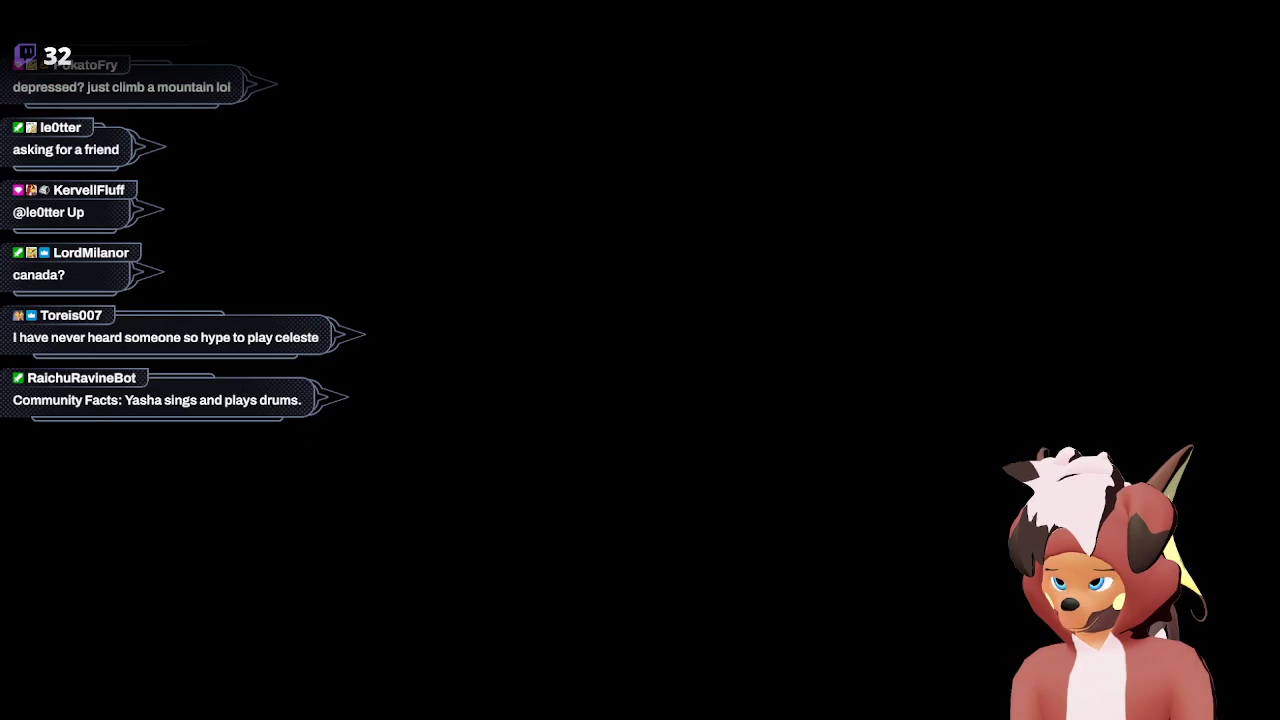 32
PokatoFry
depressed? just climb a mountain lol
le0tter
asking for a friend
KervellFluff
@le0tter Up
LordMilanor
canada?
Toreis007
I have never heard someone so hype to play celeste
RaichuRavineBot
Community Facts: Yasha sings and plays drums.